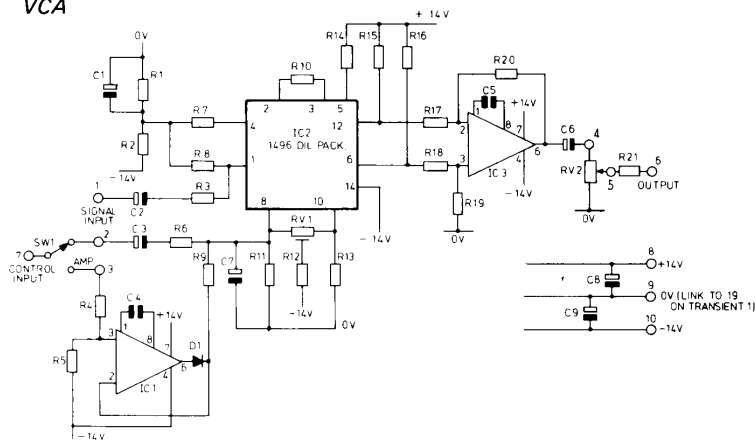 VCA
+ 14V
0V
R14
R15
R16
R20
C1
R1
R10
C5
+14V
R7
2
3
5
IC2
1496 DIL PACK.
4
12
R17
1
8
7
2
6
C6
4
R2
R8
1
6
R18
3
4
IC3
RV2
R21
6
5
OUTPUT
-14V
R3
14
-14V
1
SIGNAL
INPUT
C2
8
10
R19
0V
0V
SW1
2
C3
R6
RV1
-14V
7
CONTROL
INPUT
AMP
3
R9
C7
R11
R12
R13
8
+14V
C8
-14V
0V
9
0V (LINK TO 19
ON TRANSIENT 1)
C9
10
-14V
R4
C4
+14V
1
8
7
D1
3
6
R5
2
4
IC1
-14V